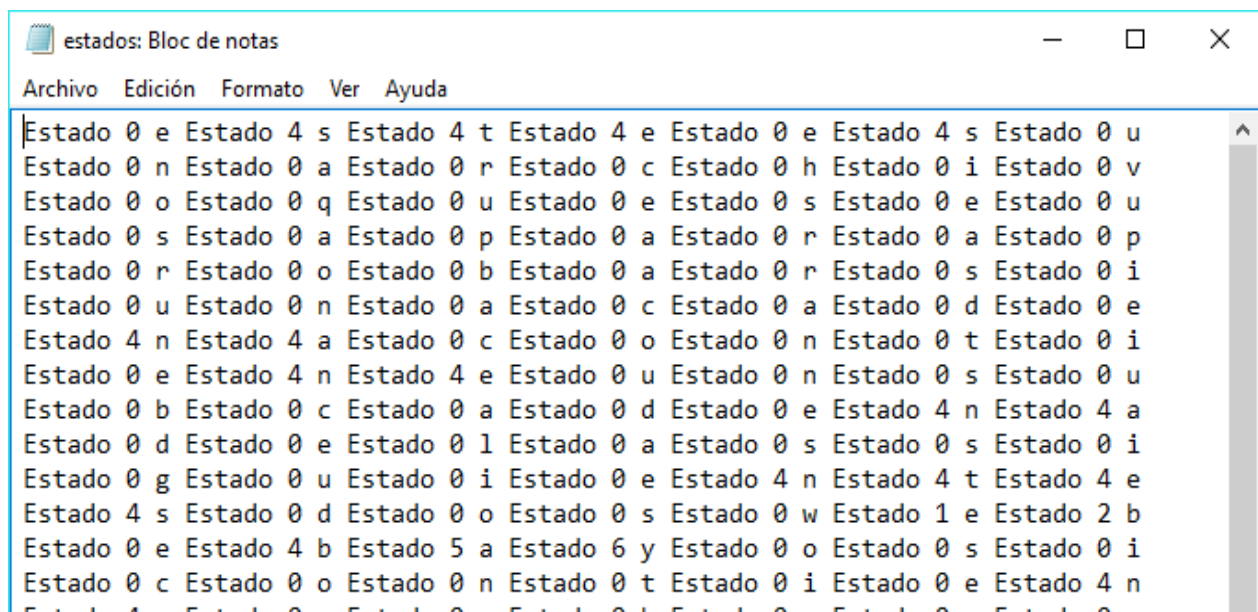 estados: Bloc de notas
Archivo Edición Formato Ver Ayuda
Estado 0 e Estado 4 s Estado 4 t Estado 4 e Estado 0 e Estado 4 s Estado 0 u
Estado 0 n Estado 0 a Estado 0 r Estado 0 c Estado 0 h Estado 0 i Estado 0 v
Estado 0 o Estado 0 q Estado 0 u Estado 0 e Estado 0 s Estado 0 e Estado 0 u
Estado 0 s Estado 0 a Estado 0 p Estado 0 a Estado 0 r Estado 0 a Estado 0 p
Estado 0 r Estado 0 o Estado 0 b Estado 0 a Estado 0 r Estado 0 s Estado 0 i
Estado 0 u Estado 0 n Estado 0 a Estado 0 c Estado 0 a Estado 0 d Estado 0 e
Estado 4 n Estado 4 a Estado 0 c Estado 0 o Estado 0 n Estado 0 t Estado 0 i
Estado 0 e Estado 4 n Estado 4 e Estado 0 u Estado 0 n Estado 0 s Estado 0 u
Estado 0 b Estado 0 c Estado 0 a Estado 0 d Estado 0 e Estado 4 n Estado 4 a
Estado 0 d Estado 0 e Estado 0 l Estado 0 a Estado 0 s Estado 0 s Estado 0 i
Estado 0 g Estado 0 u Estado 0 i Estado 0 e Estado 4 n Estado 4 t Estado 4 e
Estado 4 s Estado 0 d Estado 0 o Estado 0 s Estado 0 w Estado 1 e Estado 2 b
Estado 0 e Estado 4 b Estado 5 a Estado 6 y Estado 0 o Estado 0 s Estado 0 i
Estado 0 c Estado 0 o Estado 0 n Estado 0 t Estado 0 i Estado 0 e Estado 4 n